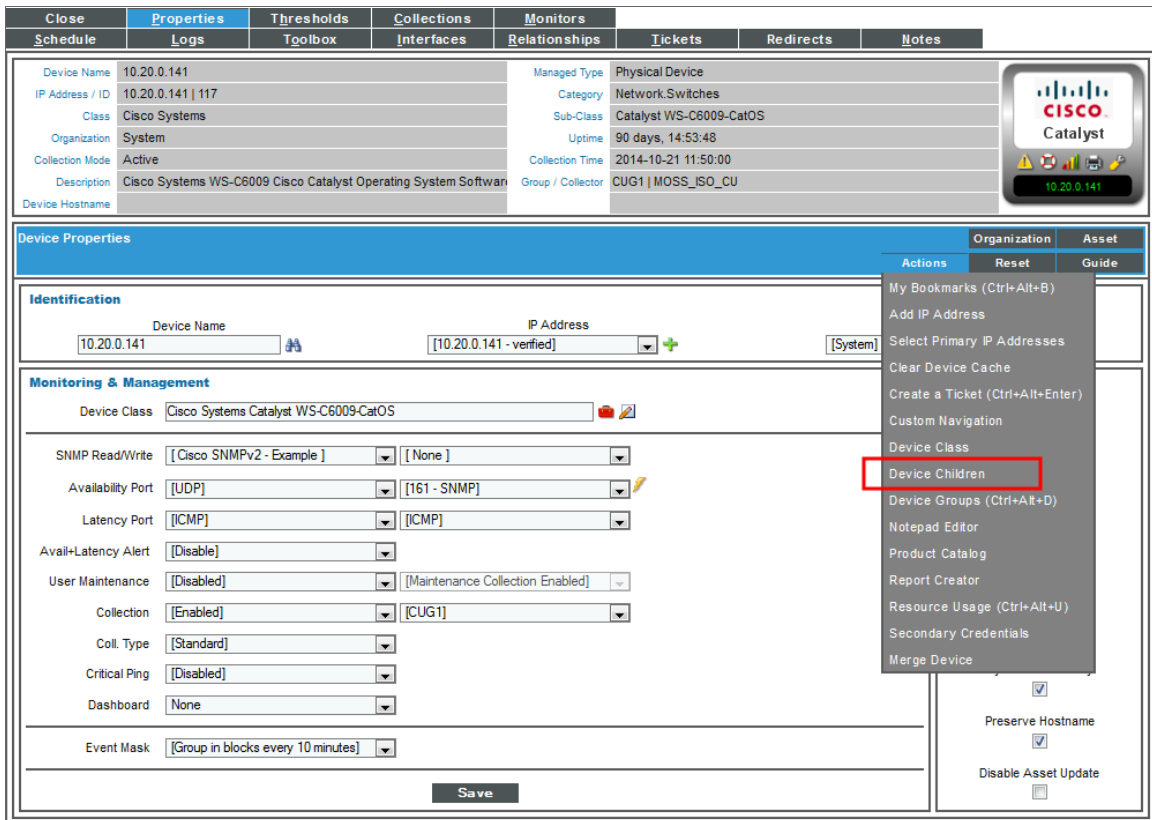 Close Properties Thresholds Collections Monitors
Schedule Logs Toolbox Interfaces Relationships Tickets Redirects Notes
Device Name 10.20.0.141 Managed Type Physical Device
IP Address / ID 10.20.0.141 | 117 Category Network.Switches
Class Cisco Systems Sub-Class Catalyst WS-C6009-CatOS
Organization System Uptime 90 days, 14:53:48
Collection Mode Active Collection Time 2014-10-21 11:50:00
Description Cisco Systems WS-C6009 Cisco Catalyst Operating System Softwar Group / Collector CUG1 | MOSS_ISO_CU
Device Hostname
CISCO
Catalyst
10.20.0.141
Device Properties
Organization Asset
Actions Reset Guide
My Bookmarks (Ctrl+Alt+B)
Add IP Address
Select Primary IP Addresses
Clear Device Cache
Create a Ticket (Ctrl+Alt+Enter)
Custom Navigation
Device Class
Device Children
Device Groups (Ctrl+Alt+D)
Notepad Editor
Product Catalog
Report Creator
Resource Usage (Ctrl+Alt+U)
Secondary Credentials
Merge Device
Identification
Device Name IP Address
10.20.0.141 [10.20.0.141 - verified] [System]
Monitoring & Management
Device Class Cisco Systems Catalyst WS-C6009-CatOS
SNMP Read/Write [ Cisco SNMPv2 - Example ] [ None ]
Availability Port [UDP] [161 - SNMP]
Latency Port [ICMP] [ICMP]
Avail+Latency Alert [Disable]
User Maintenance [Disabled] [Maintenance Collection Enabled]
Collection [Enabled] [CUG1]
Coll. Type [Standard]
Critical Ping [Disabled]
Dashboard None
Event Mask [Group in blocks every 10 minutes]
Save
Preserve Hostname
Disable Asset Update